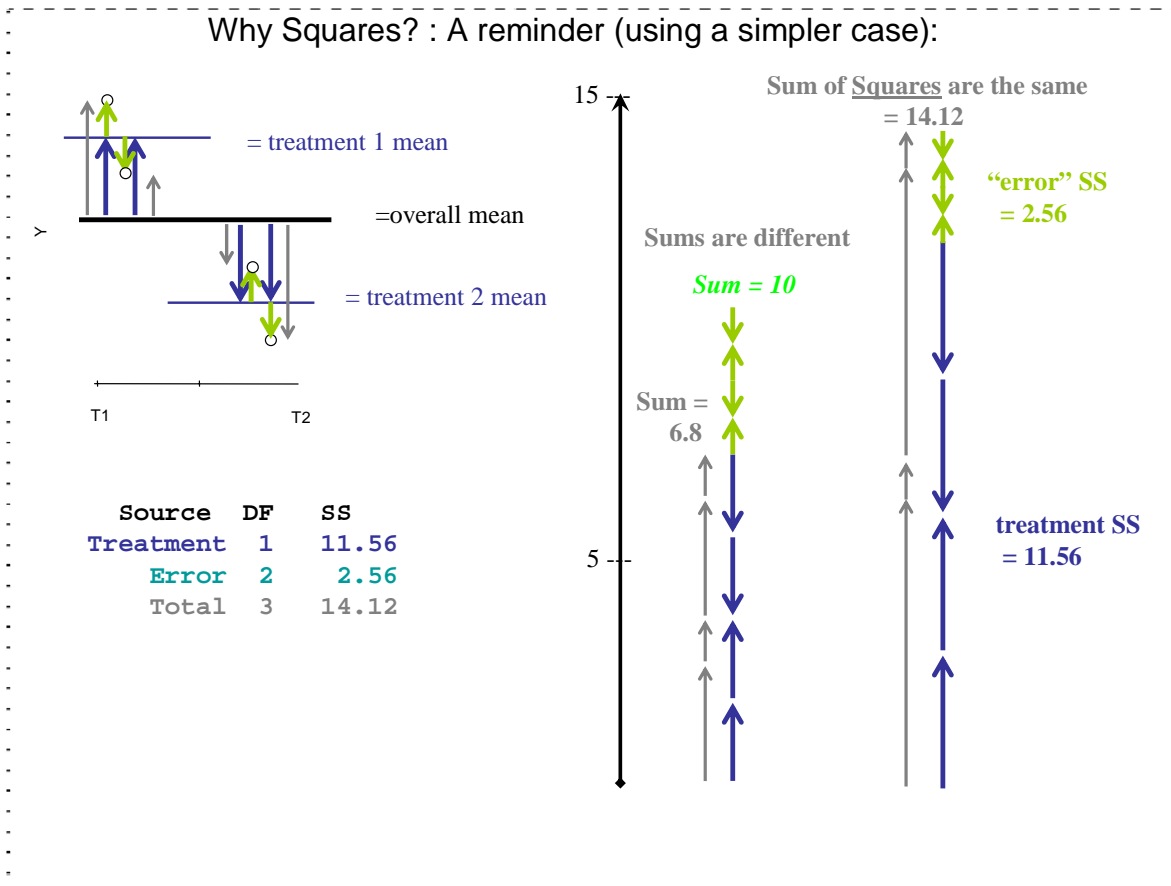 Why Squares? : A reminder (using a simpler case):
= treatment 1 mean
=overall mean
= treatment 2 mean
Y
T1
T2
Source DF SS
Treatment 1 11.56
Error 2 2.56
Total 3 14.12
15
5
Sums are different
Sum = 10
Sum =
6.8
Sum of Squares are the same
= 14.12
“error” SS
= 2.56
treatment SS
= 11.56